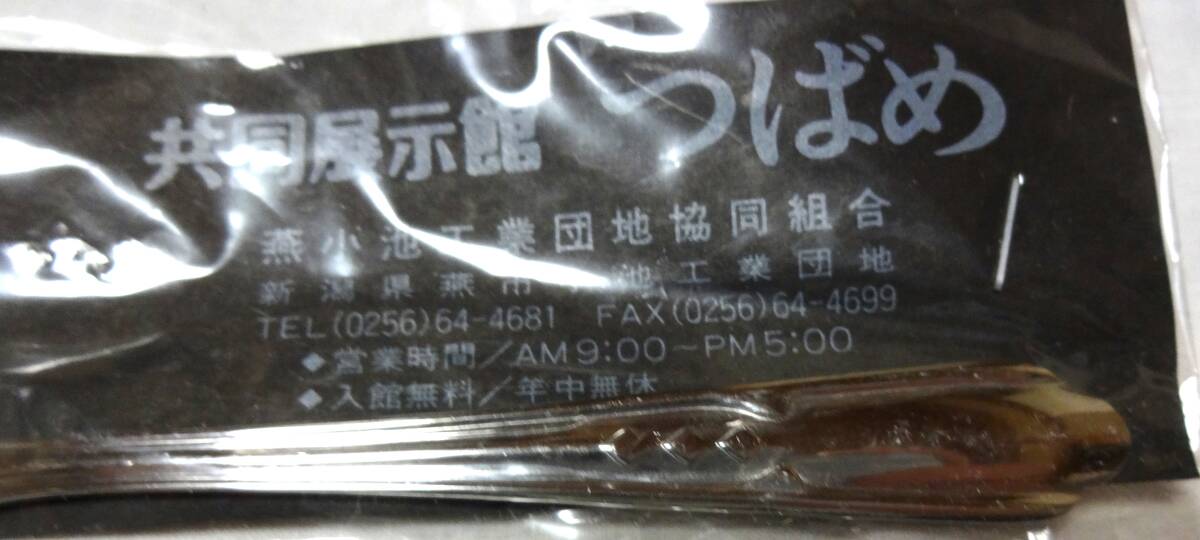 共同展示館 つばめ
燕小池工業団地協同組合
新潟県燕市小池工業団地
TEL(0256)64-4681 FAX(0256)64-4699
◆営業時間/AM9:00〜PM5:00
◆入館無料/年中無休